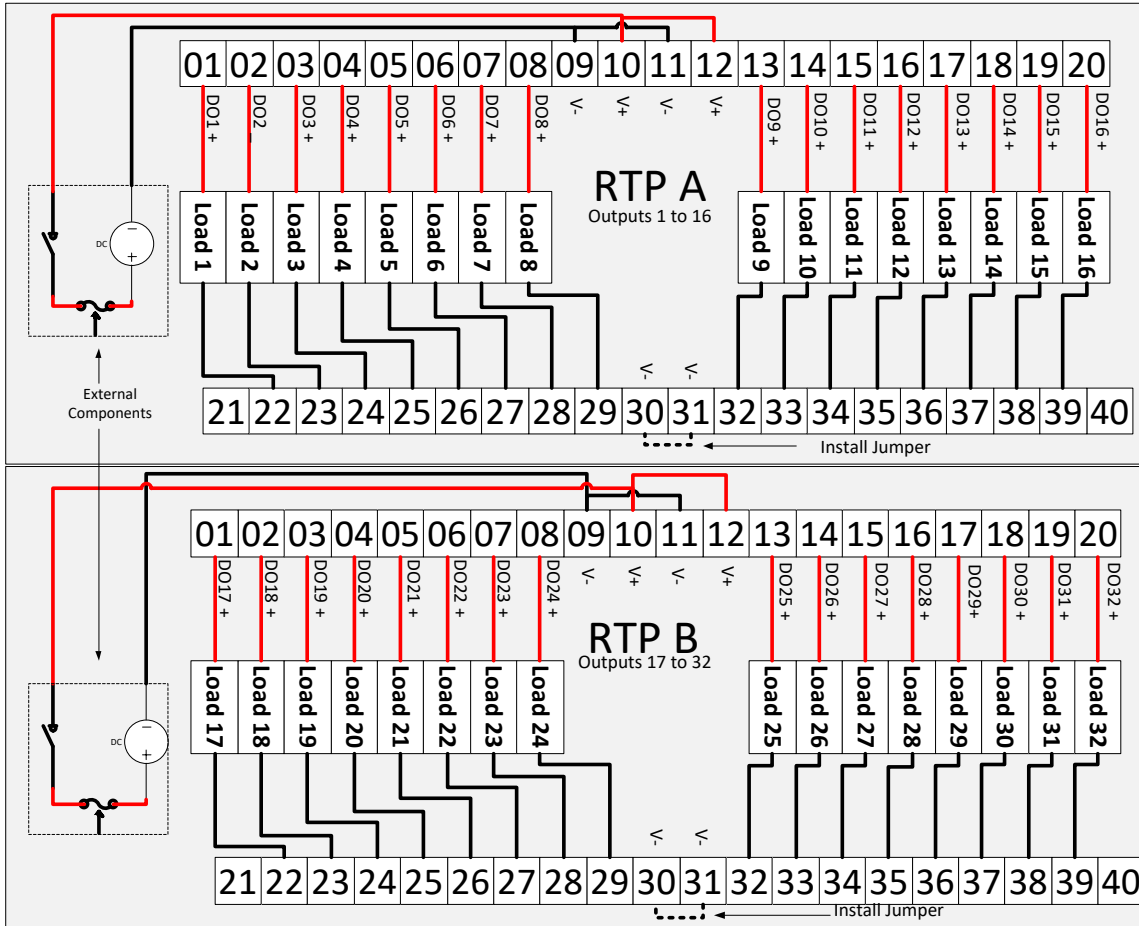 01 02 03 04 05 06 07 08 09 10 11 12 13 14 15 16 17 18 19 20
DO1 + DO2 _ DO3 + DO4 + DO5 + DO6 + DO7 + DO8 + V- V+ V- V+ DO9 + DO10 + DO11 + DO12 + DO13 + DO14 + DO15 + DO16 +
RTP A
Outputs 1 to 16
Load 1 Load 2 Load 3 Load 4 Load 5 Load 6 Load 7 Load 8 Load 9 Load 10 Load 11 Load 12 Load 13 Load 14 Load 15 Load 16
DC − +
V- V-
External
Components
21 22 23 24 25 26 27 28 29 30 31 32 33 34 35 36 37 38 39 40
Install Jumper
01 02 03 04 05 06 07 08 09 10 11 12 13 14 15 16 17 18 19 20
DO17 + DO18 + DO19 + DO20 + DO21 + DO22 + DO23 + DO24 + V- V+ V- V+ DO25 + DO26 + DO27 + DO28 + DO29+ DO30 + DO31 + DO32 +
RTP B
Outputs 17 to 32
Load 17 Load 18 Load 19 Load 20 Load 21 Load 22 Load 23 Load 24 Load 25 Load 26 Load 27 Load 28 Load 29 Load 30 Load 31 Load 32
DC − +
V- V-
21 22 23 24 25 26 27 28 29 30 31 32 33 34 35 36 37 38 39 40
Install Jumper